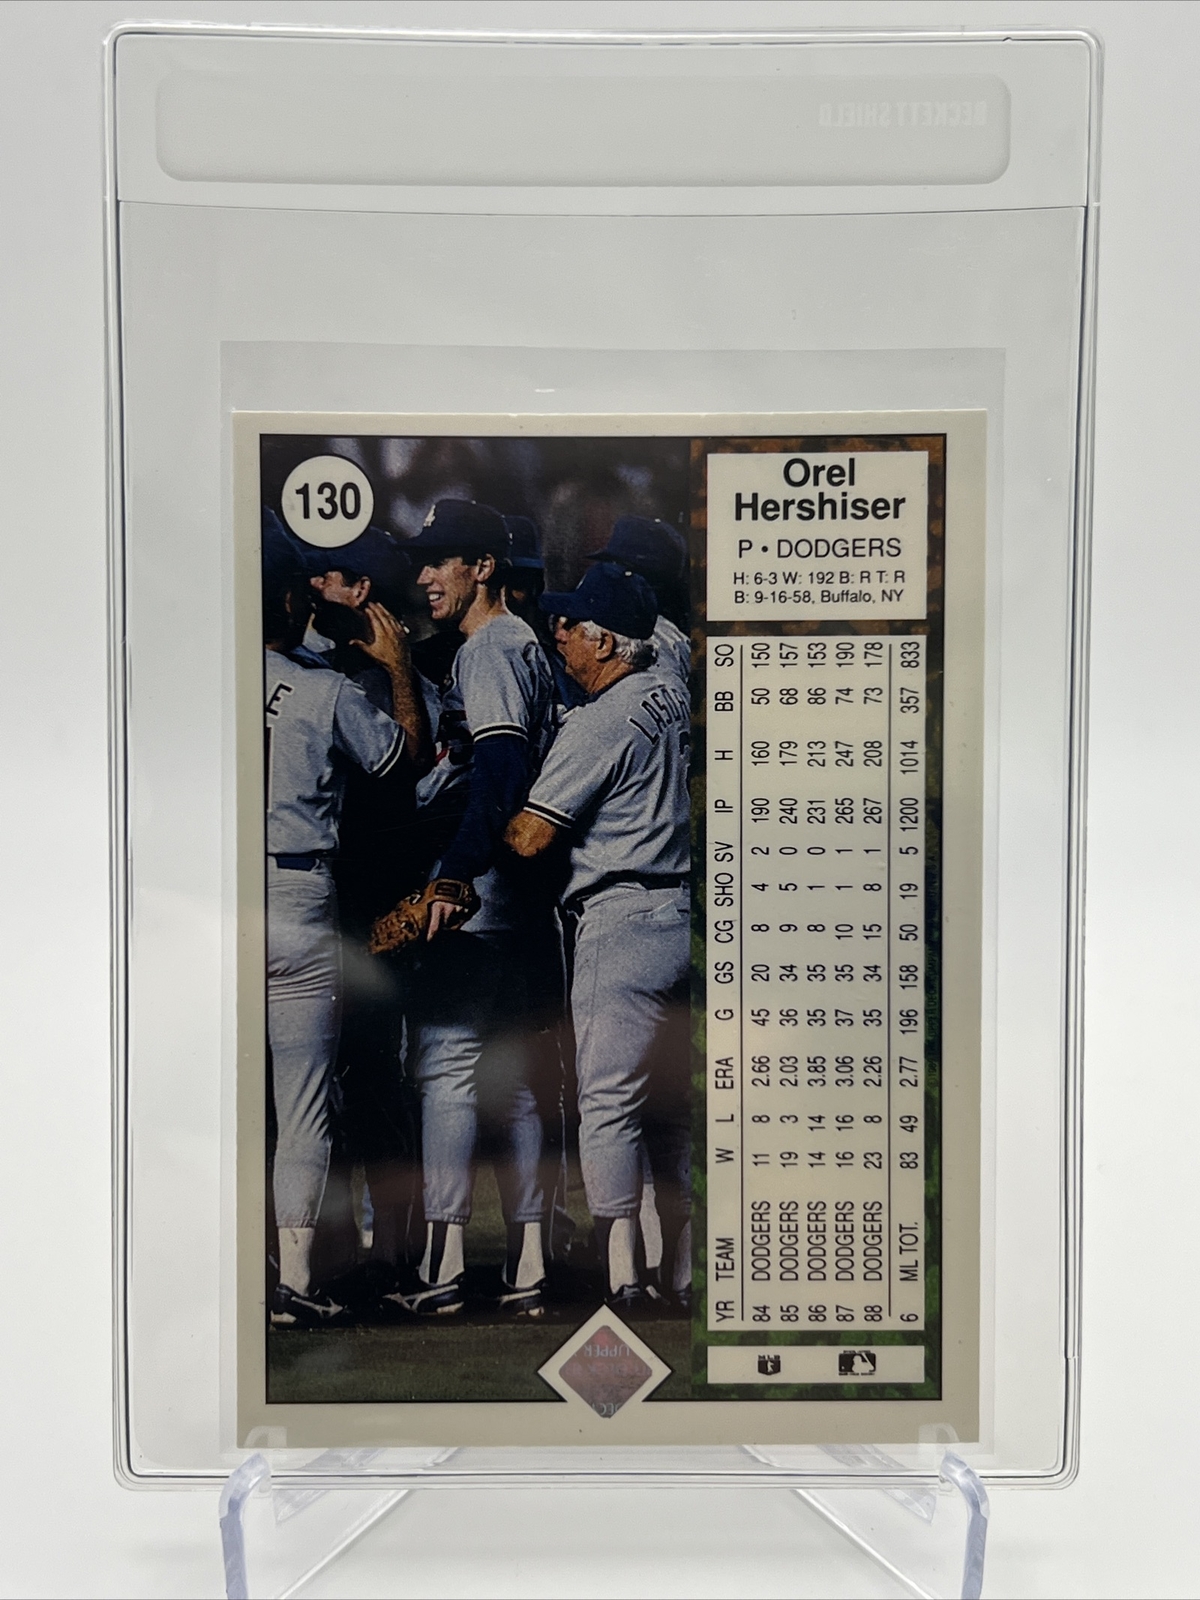 BECKETT SHIELD
130
Orel
Hershiser
P • DODGERS
H: 6-3 W: 192 B: R T: R
B: 9-16-58, Buffalo, NY
E
LASOR
YR TEAM W L ERA G GS CG SHO SV IP H BB SO
84 DODGERS 11 8 2.66 45 20 8 4 2 190 160 50 150
85 DODGERS 19 3 2.03 36 34 9 5 0 240 179 68 157
86 DODGERS 14 14 3.85 35 35 8 1 0 231 213 86 153
87 DODGERS 16 16 3.06 37 35 10 1 1 265 247 74 190
88 DODGERS 23 8 2.26 35 34 15 8 1 267 208 73 178
6 ML TOT. 83 49 2.77 196 158 50 19 5 1200 1014 357 833
UPPER
DEC